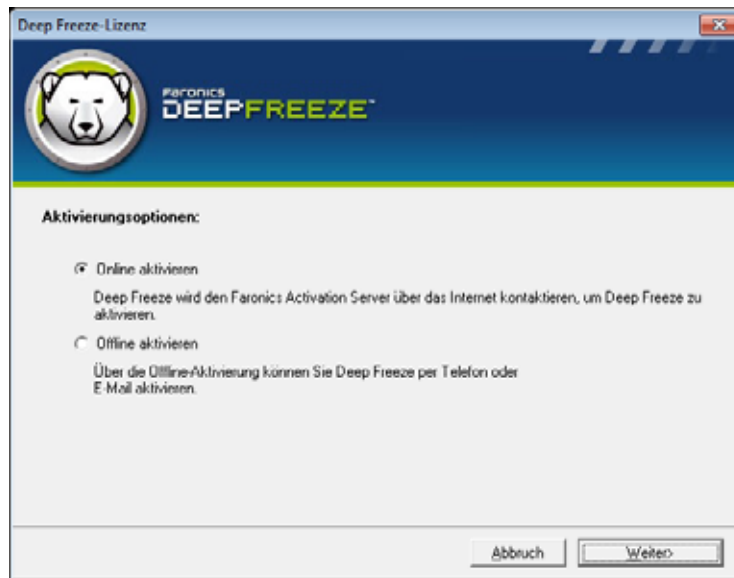 Deep Freeze-Lizenz
Faronics
DEEPFREEZE™
Aktivierungsoptionen:
Online aktivieren
Deep Freeze wird den Faronics Activation Server über das Internet kontaktieren, um Deep Freeze zu
aktivieren.
Offline aktivieren
Über die Offline-Aktivierung können Sie Deep Freeze per Telefon oder
E-Mail aktivieren.
Abbruch
Weiter>